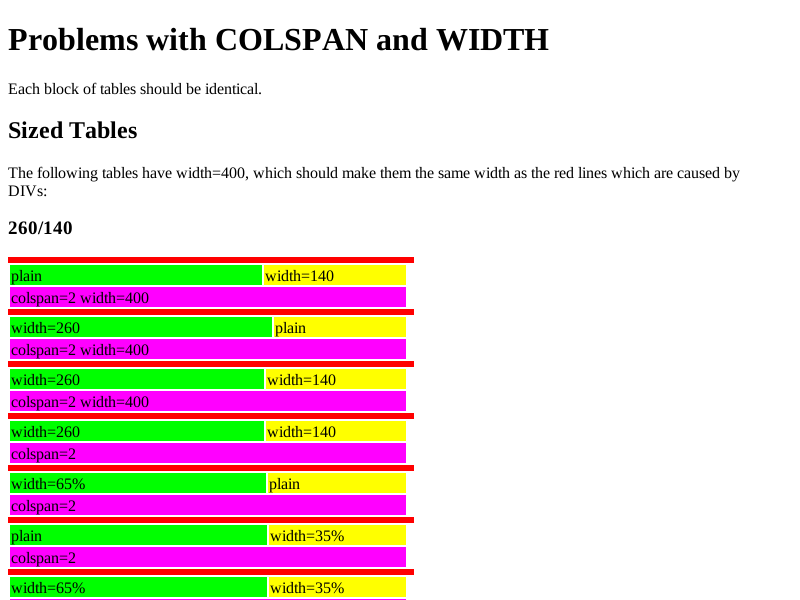 Problems with COLSPAN and WIDTH
Each block of tables should be identical.
Sized Tables
The following tables have width=400, which should make them the same width as the red lines which are caused by
DIVs:
260/140
plain width=140
colspan=2 width=400
width=260 plain
colspan=2 width=400
width=260 width=140
colspan=2 width=400
width=260 width=140
colspan=2
width=65% plain
colspan=2
plain width=35%
colspan=2
width=65% width=35%